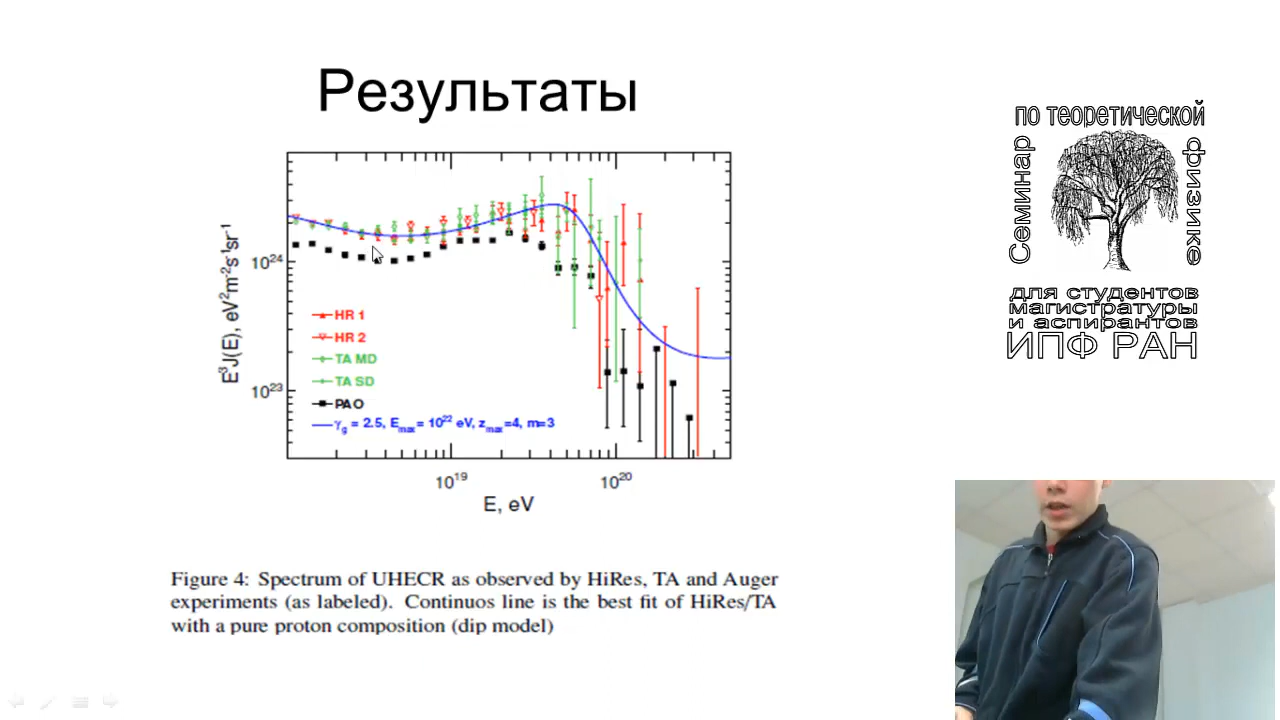 Результаты
E³J(E), eV²m⁻²s⁻¹sr⁻¹
10²⁴
10²³
HR 1
HR 2
TA MD
TA SD
PAO
γg = 2.5, Emax= 10²² eV, zmax=4, m=3
10¹⁹
10²⁰
E, eV
Figure 4: Spectrum of UHECR as observed by HiRes, TA and Auger
experiments (as labeled). Continuos line is the best fit of HiRes/TA
with a pure proton composition (dip model)
Семинар
по теоретической
физике
для студентов
магистратуры
и аспирантов
ИПФ РАН